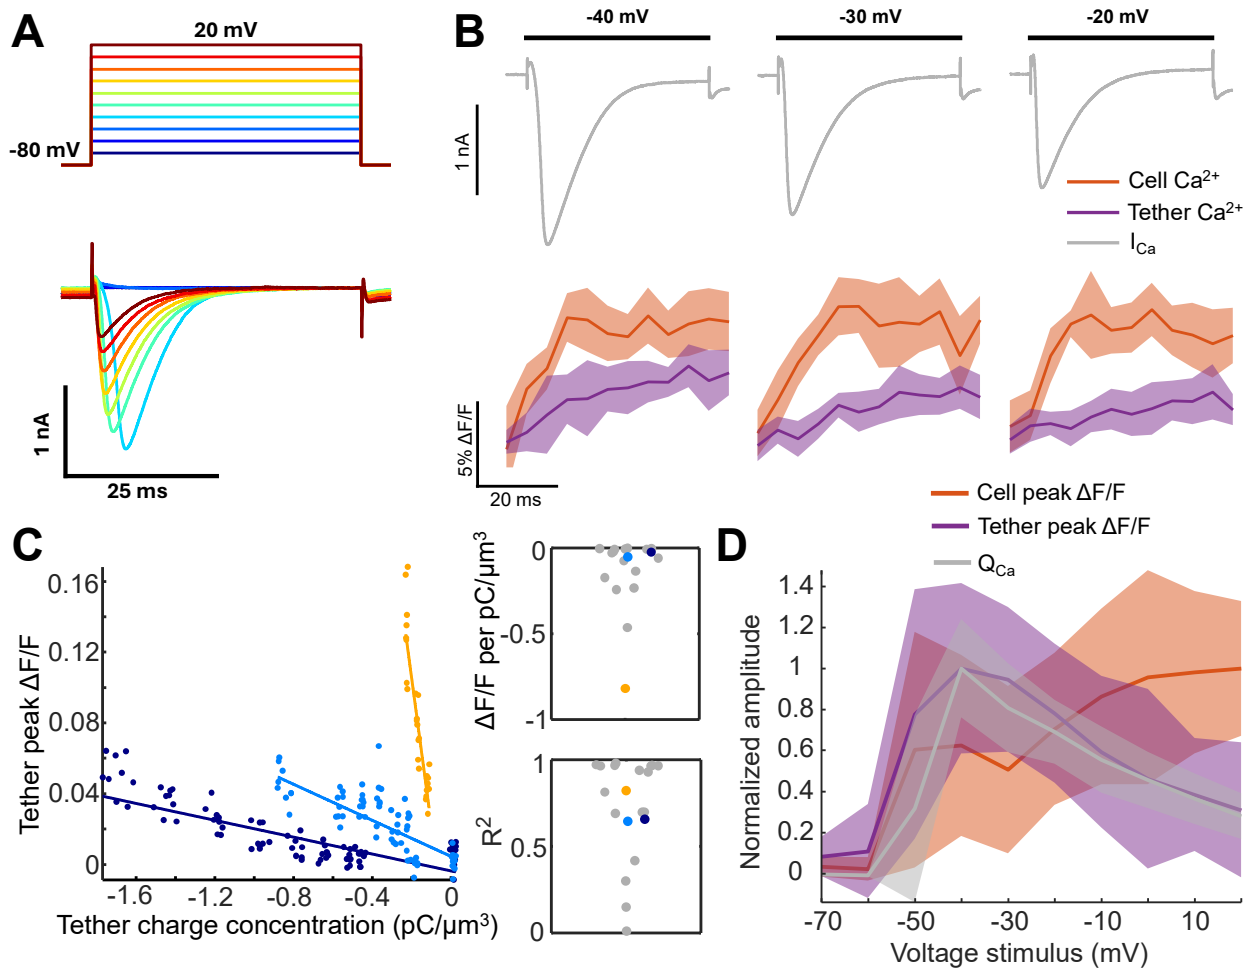 A
20 mV
-80 mV
1 nA
25 ms
B
-40 mV
-30 mV
-20 mV
1 nA
Cell Ca²⁺
Tether Ca²⁺
I_Ca
5% ΔF/F
20 ms
C
Tether peak ΔF/F
0.16
0.12
0.08
0.04
0
-1.6
-1.2
-0.8
-0.4
0
Tether charge concentration (pC/μm³)
ΔF/F per pC/μm³
0
-0.5
-1
R²
1
0.5
0
D
Cell peak ΔF/F
Tether peak ΔF/F
Q_Ca
Normalized amplitude
1.4
1.2
1
0.8
0.6
0.4
0.2
0
-70
-50
-30
-10
10
Voltage stimulus (mV)